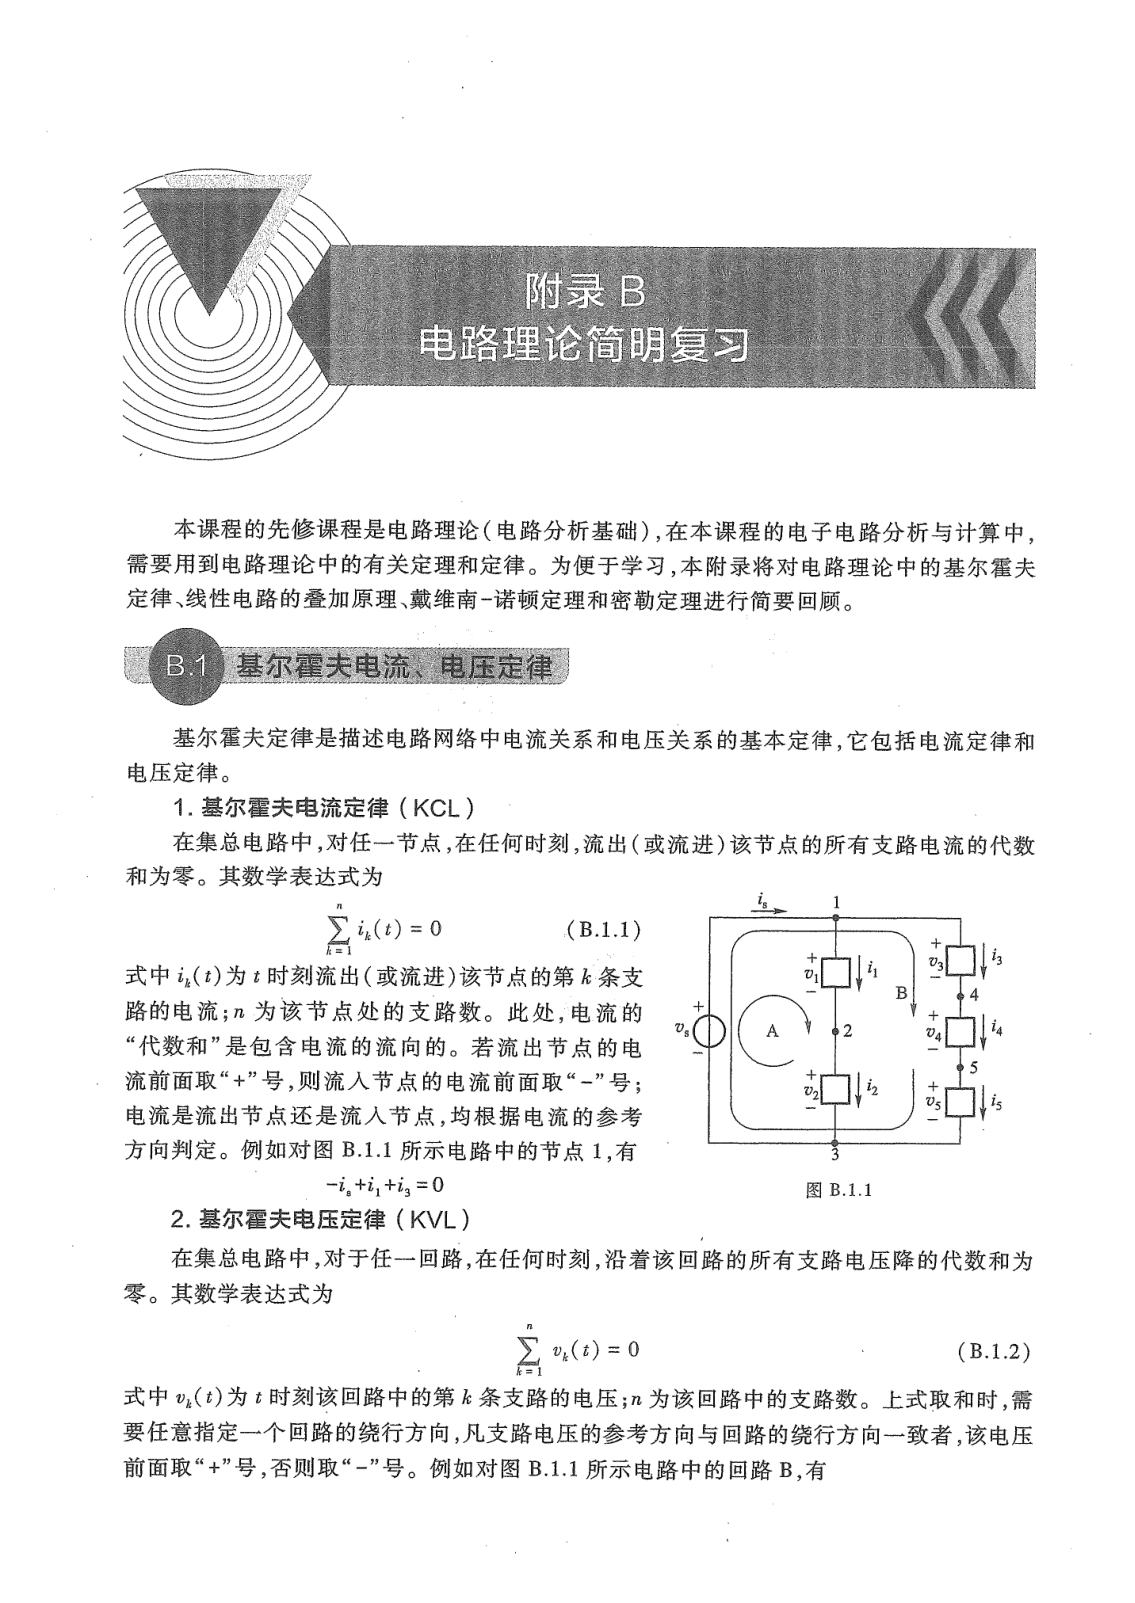 附录 B
电路理论简明复习
本课程的先修课程是电路理论(电路分析基础),在本课程的电子电路分析与计算中,
需要用到电路理论中的有关定理和定律。为便于学习,本附录将对电路理论中的基尔霍夫
定律、线性电路的叠加原理、戴维南-诺顿定理和密勒定理进行简要回顾。
B.1 基尔霍夫电流、电压定律
基尔霍夫定律是描述电路网络中电流关系和电压关系的基本定律,它包括电流定律和
电压定律。
1. 基尔霍夫电流定律(KCL)
在集总电路中,对任一节点,在任何时刻,流出(或流进)该节点的所有支路电流的代数
和为零。其数学表达式为
∑_{k=1}^{n} i_k(t) = 0 (B.1.1)
式中 i_k(t)为 t 时刻流出(或流进)该节点的第 k 条支
路的电流;n 为该节点处的支路数。此处,电流的
“代数和”是包含电流的流向的。若流出节点的电
流前面取“+”号,则流入节点的电流前面取“-”号;
电流是流出节点还是流入节点,均根据电流的参考
方向判定。例如对图 B.1.1 所示电路中的节点 1,有
-i_s+i_1+i_3=0
i_s
1
+
v_1
-
i_1
+
v_3
-
i_3
B
4
+
v_s
-
A
2
+
v_4
-
i_4
5
+
v_2
-
i_2
+
v_5
-
i_5
3
图 B.1.1
2. 基尔霍夫电压定律(KVL)
在集总电路中,对于任一回路,在任何时刻,沿着该回路的所有支路电压降的代数和为
零。其数学表达式为
∑_{k=1}^{n} v_k(t) = 0 (B.1.2)
式中 v_k(t)为 t 时刻该回路中的第 k 条支路的电压;n 为该回路中的支路数。上式取和时,需
要任意指定一个回路的绕行方向,凡支路电压的参考方向与回路的绕行方向一致者,该电压
前面取“+”号,否则取“-”号。例如对图 B.1.1 所示电路中的回路 B,有